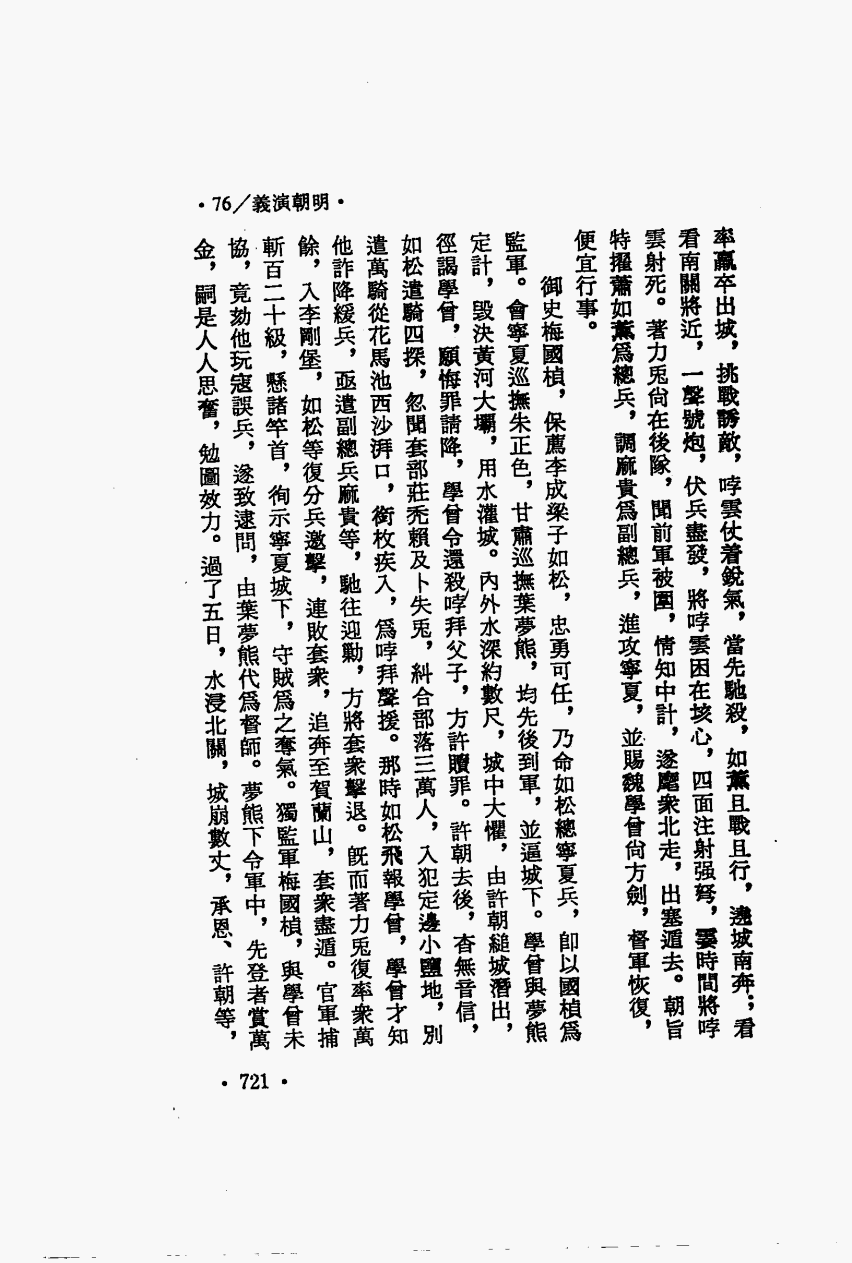 ·76/義演朝明·
率羸卒出城，挑戰誘敵，哱雲仗着銳氣，當先馳殺，如薰且戰且行，遶城南奔；看
看南關將近，一聲號炮，伏兵盡發，將哱雲困在垓心，四面注射强弩，霎時間將哱
雲射死。著力兎尙在後隊，聞前軍被圍，情知中計，遂麾衆北走，出塞遁去。朝旨
特擢蕭如薰爲總兵，調麻貴爲副總兵，進攻寧夏，並賜魏學曾尙方劍，督軍恢復，
便宜行事。
御史梅國楨，保薦李成梁子如松，忠勇可任，乃命如松總寧夏兵，卽以國楨爲
監軍。會寧夏巡撫朱正色，甘肅巡撫葉夢熊，均先後到軍，並逼城下。學曾與夢熊
定計，毀決黃河大壩，用水灌城。內外水深約數尺，城中大懼，由許朝縋城潛出，
徑謁學曾，願悔罪請降，學曾令還殺哱拜父子，方許贖罪。許朝去後，杳無音信，
如松遣騎四探，忽聞套部莊禿賴及卜失兎，糾合部落三萬人，入犯定邊小鹽地，別
遣萬騎從花馬池西沙湃口，銜枚疾入，爲哱拜聲援。那時如松飛報學曾，學曾才知
他詐降緩兵，亟遣副總兵麻貴等，馳往迎勦，方將套衆擊退。旣而著力兎復率衆萬
餘，入李剛堡，如松等復分兵邀擊，連敗套衆，追奔至賀蘭山，套衆盡遁。官軍捕
斬百二十級，懸諸竿首，徇示寧夏城下，守賊爲之奪氣。獨監軍梅國楨，與學曾未
協，竟劾他玩寇誤兵，遂致逮問，由葉夢熊代爲督師。夢熊下令軍中，先登者賞萬
金，嗣是人人思奮，勉圖效力。過了五日，水浸北關，城崩數丈，承恩、許朝等，
·721·